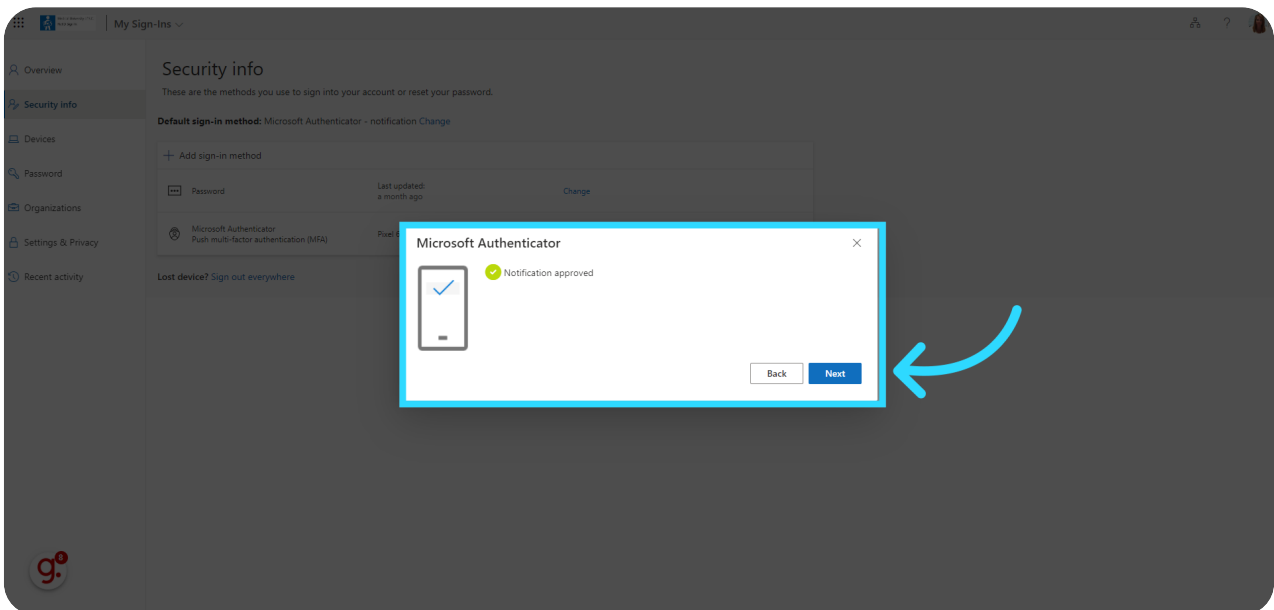 My Sign-Ins
?
Overview
Security info
Devices
Password
Organizations
Settings & Privacy
Recent activity
Security info
These are the methods you use to sign into your account or reset your password.
Default sign-in method: Microsoft Authenticator - notification Change
+ Add sign-in method
Password
Last updated:
a month ago
Change
Microsoft Authenticator
Push multi-factor authentication (MFA)
Pixel 6
Lost device? Sign out everywhere
Microsoft Authenticator
Notification approved
Back
Next
g.
8